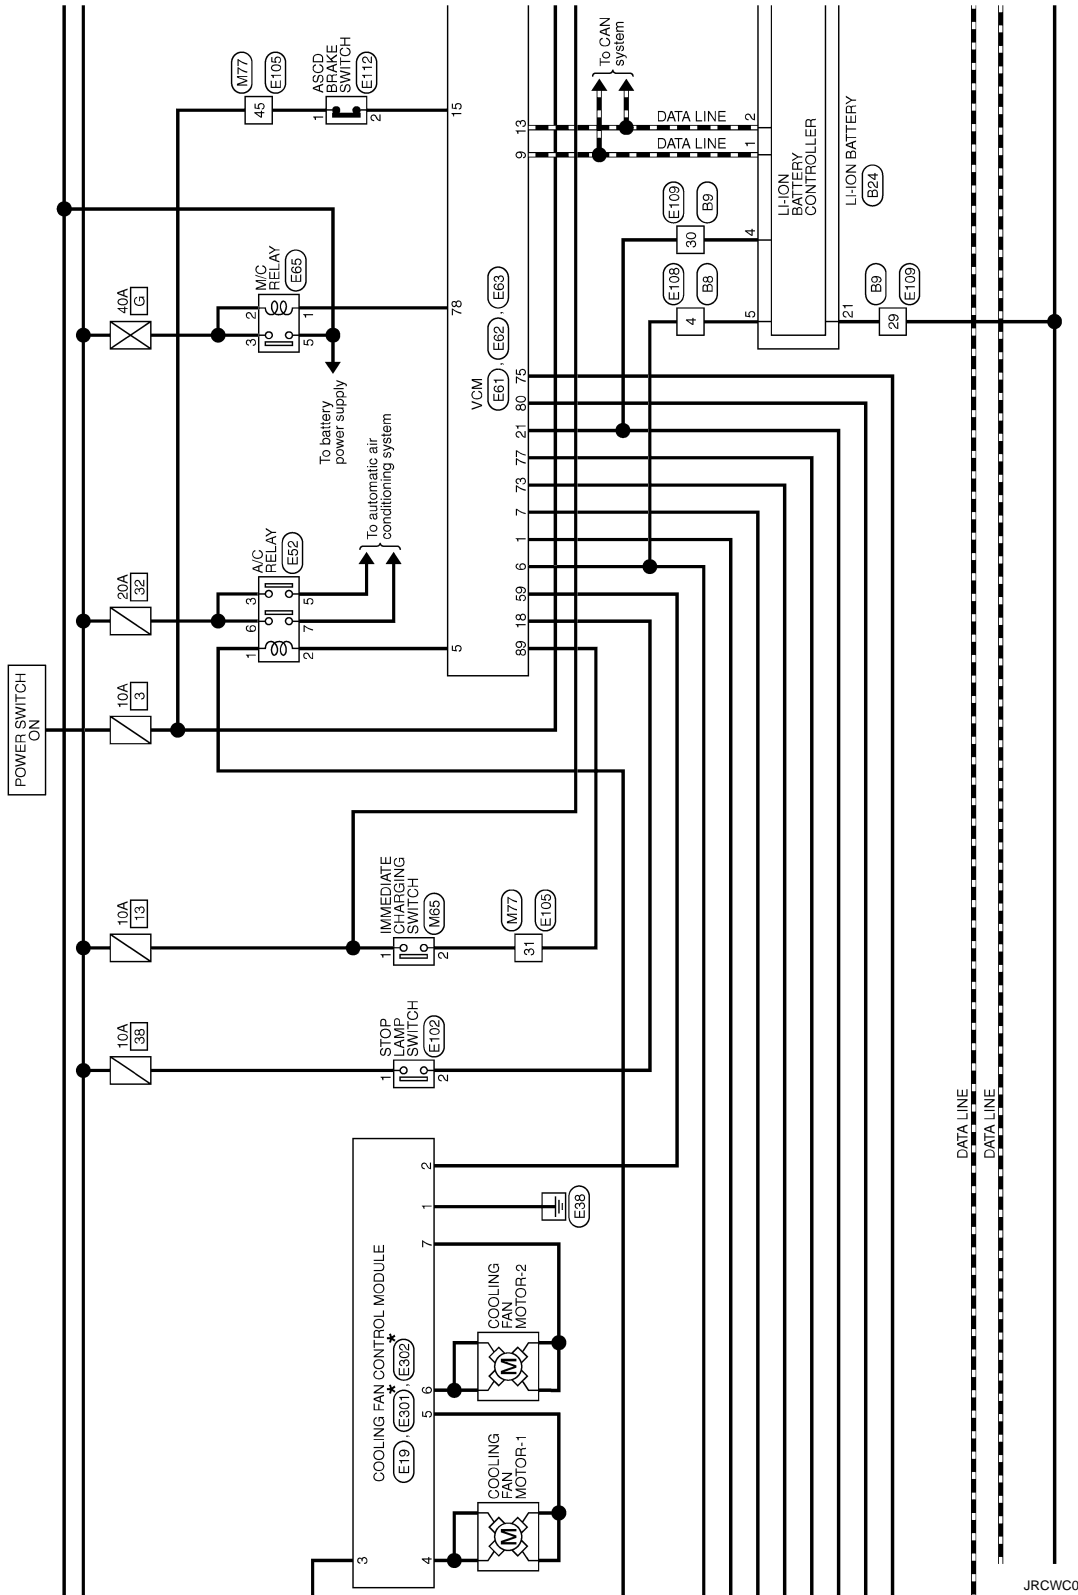 POWER SWITCH
ON
10A
38
10A
13
10A
3
20A
32
40A
G
STOP
LAMP
SWITCH
E102
1
2
IMMEDIATE
CHARGING
SWITCH
M65
1
2
M77
E105
31
A/C
RELAY
E52
1
6
3
2
7
5
To automatic air
conditioning system
M/C
RELAY
E65
3
2
5
1
To battery
power supply
M77
E105
45
ASCD
BRAKE
SWITCH
E112
1
2
5
78
15
VCM
E61 , E62 , E63
89
18
59
6
1
7
73
77
21
80
75
9
13
To CAN
system
DATA LINE
DATA LINE
1
2
E109
B9
30
4
E108
B8
4
5
LI-ION
BATTERY
CONTROLLER
LI-ION BATTERY
B24
21
B9
E109
29
COOLING FAN CONTROL MODULE
E19 , E301* , E302*
3
4
5
6
7
1
2
E38
COOLING
FAN
MOTOR-1
M
COOLING
FAN
MOTOR-2
M
DATA LINE
DATA LINE
JRCWC0